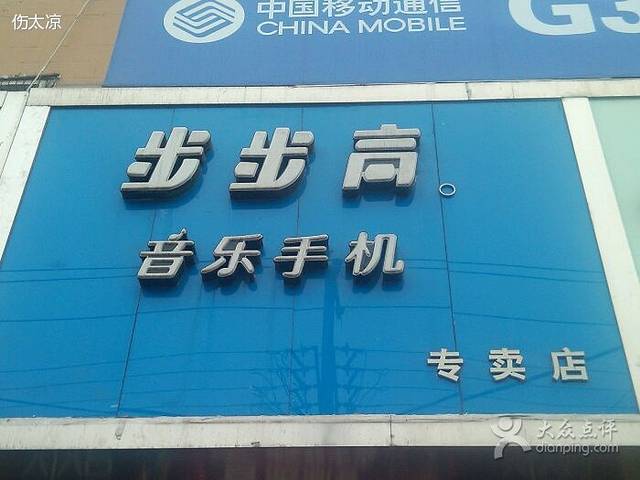 伤太凉
中国移动通信
CHINA MOBILE
G3
步步高
音乐手机
专卖店
大众点评
dianping.com